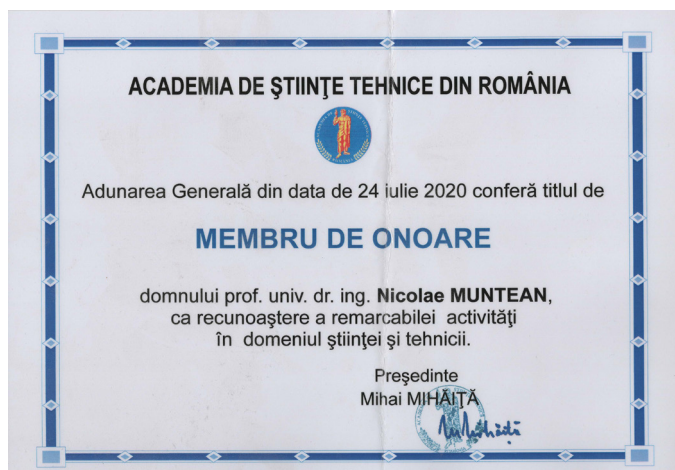 ACADEMIA DE ŞTIINŢE TEHNICE DIN ROMÂNIA
Adunarea Generală din data de 24 iulie 2020 conferă titlul de
MEMBRU DE ONOARE
domnului prof. univ. dr. ing. Nicolae MUNTEAN,
ca recunoaştere a remarcabilei activităţi
în domeniul ştiinţei şi tehnicii.
Preşedinte
Mihai MIHĂIŢĂ